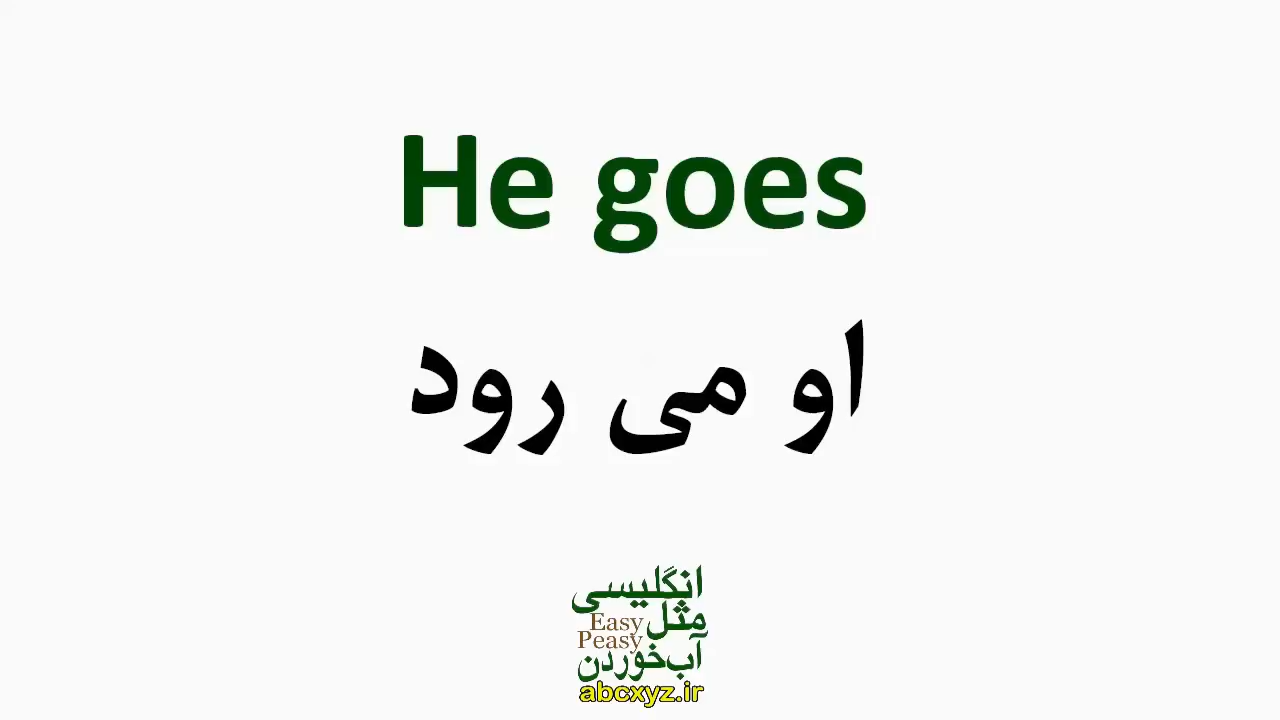 He goes
او می رود
انگلیسی
مثل Easy
Peasy
آب‌خوردن
abcxyz.ir